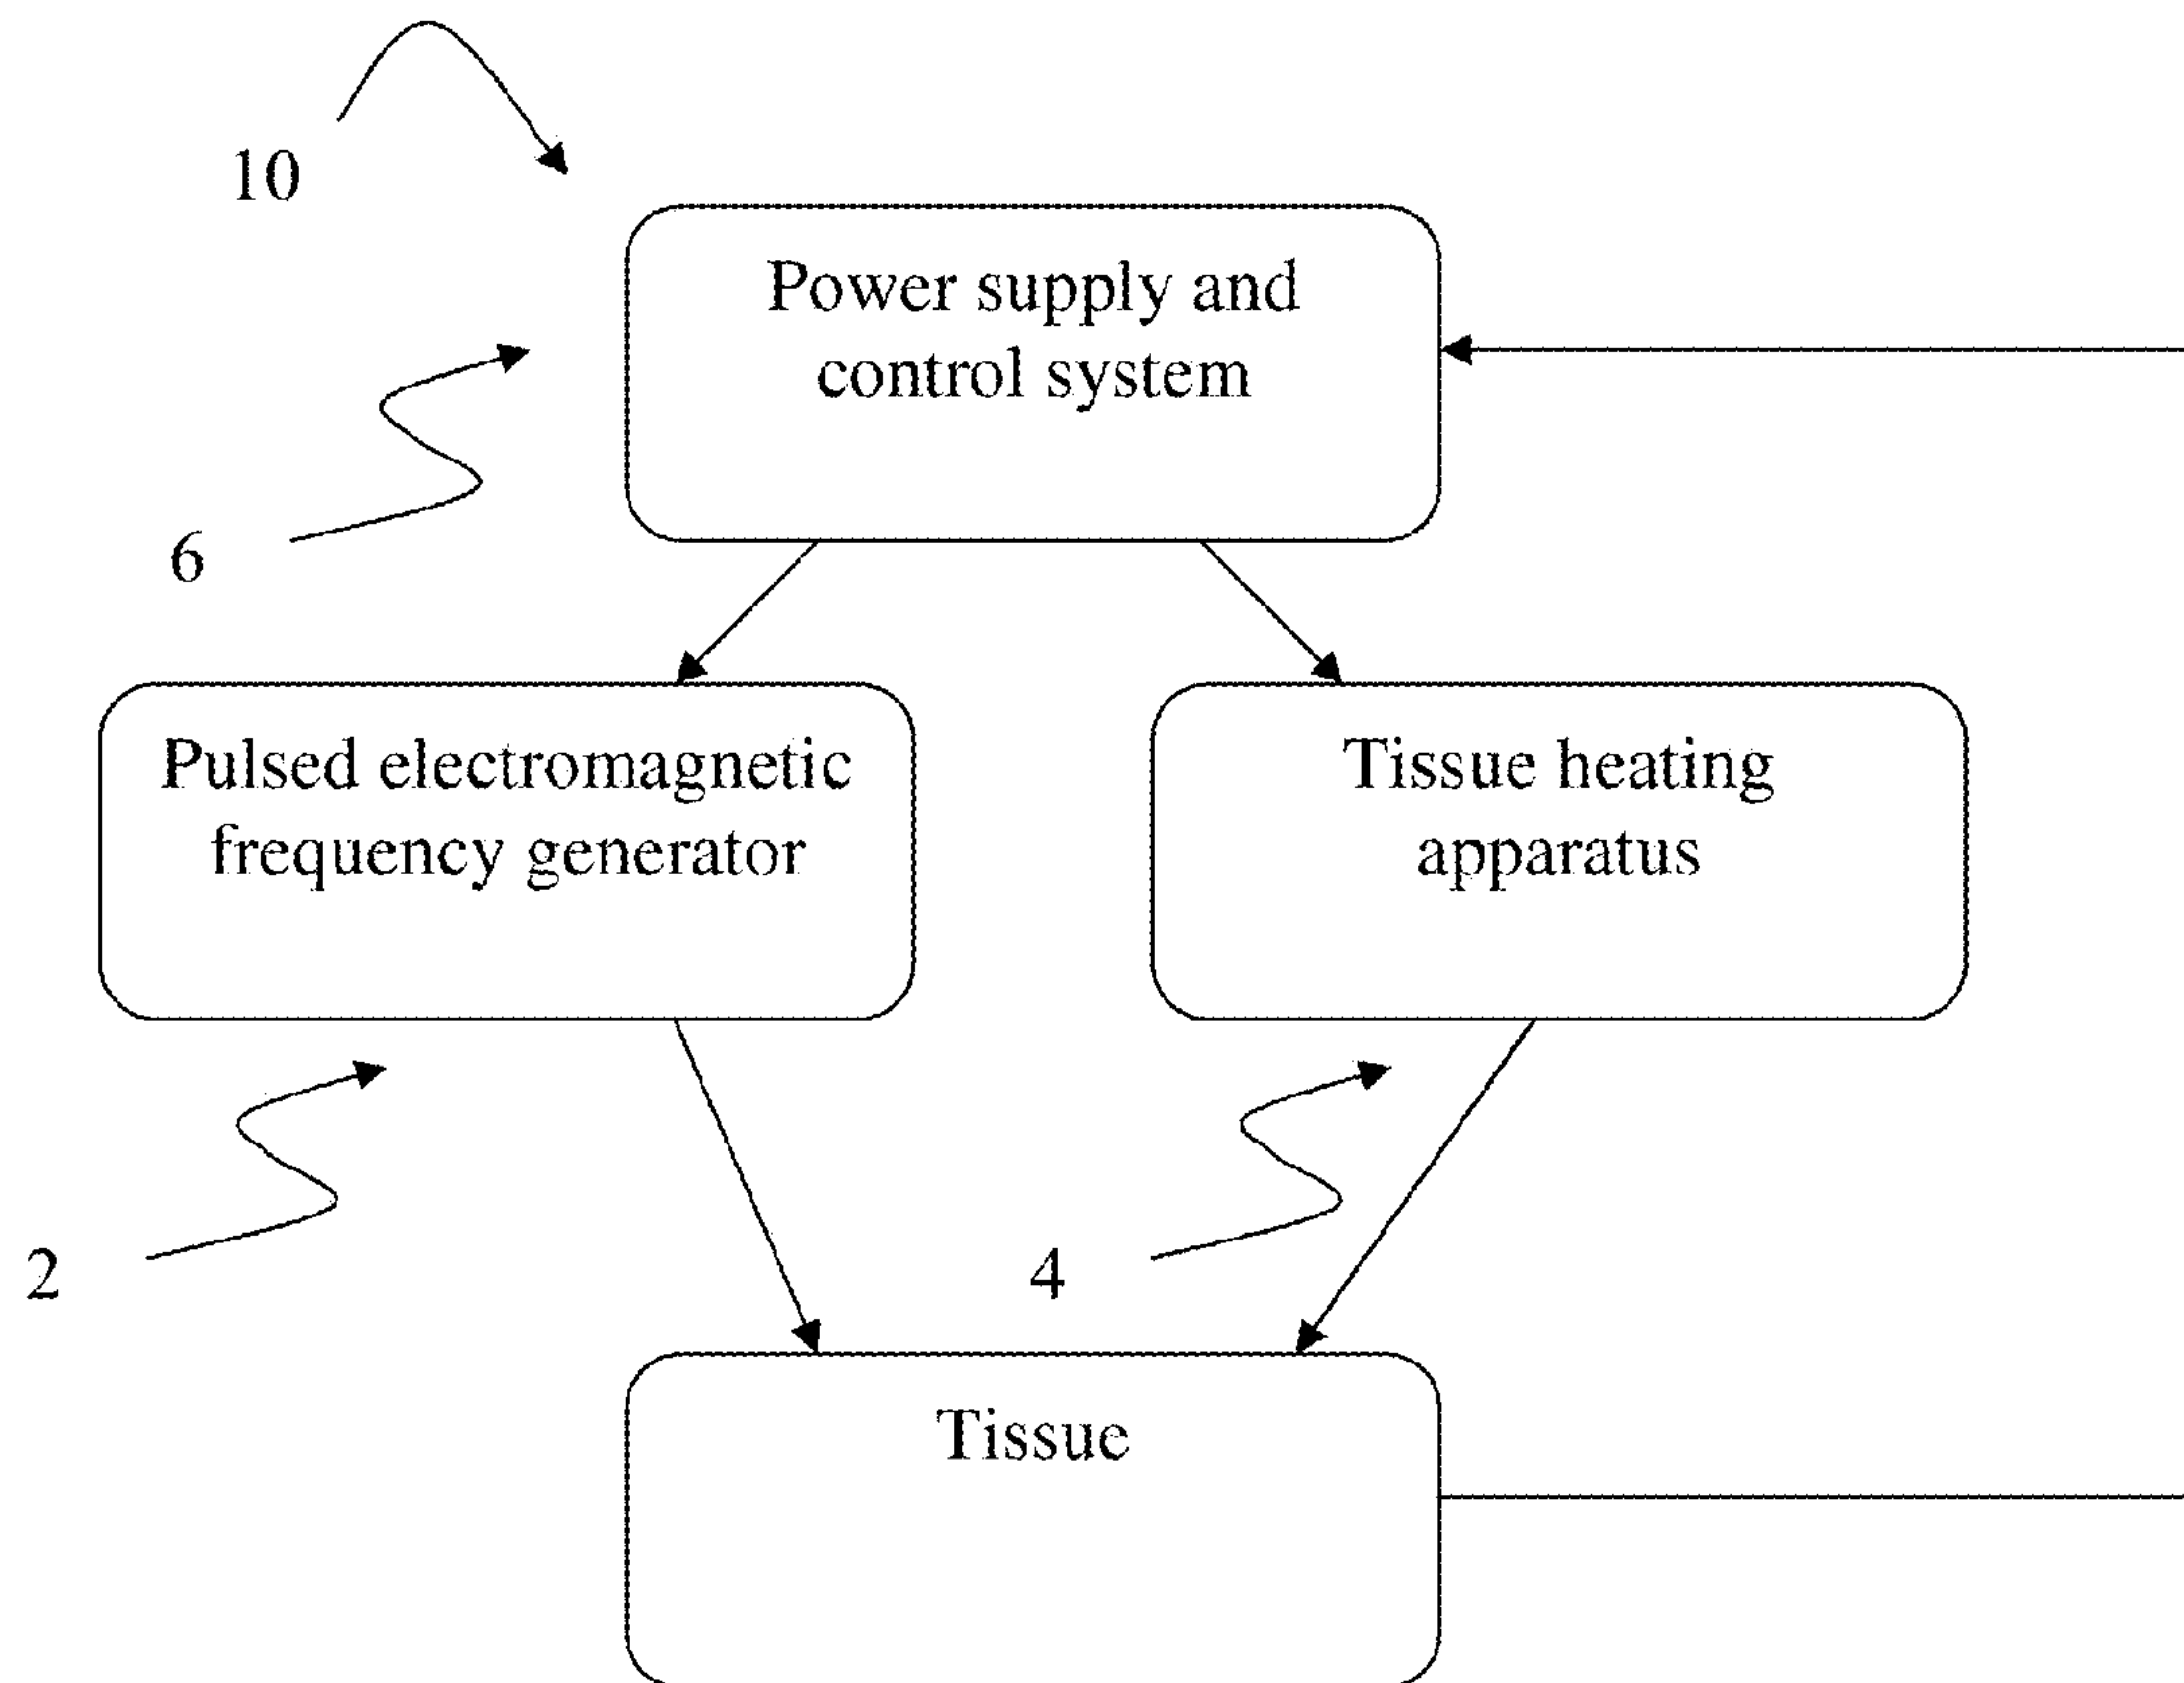 10
Power supply and
control system
6
Pulsed electromagnetic
frequency generator
Tissue heating
apparatus
2
4
Tissue